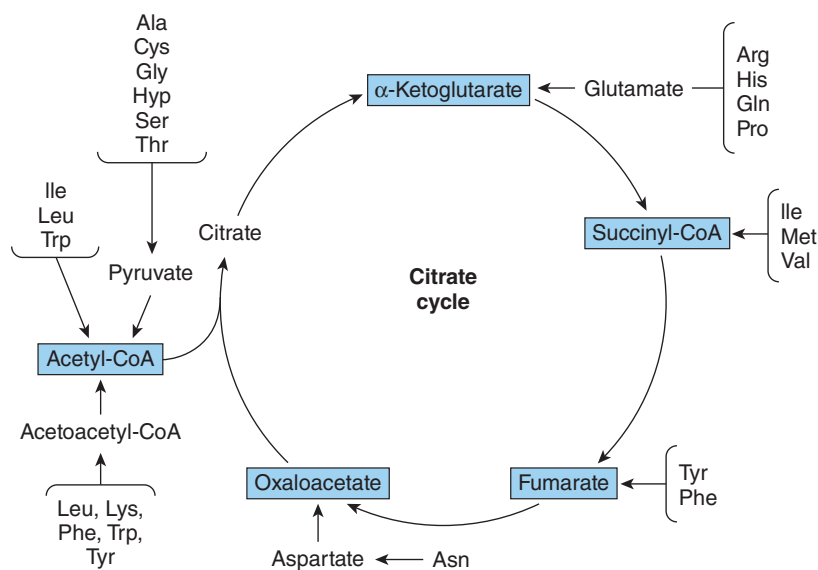 Ala
Cys
Gly
Hyp
Ser
Thr
α-Ketoglutarate
Glutamate
Arg
His
Gln
Pro
Ile
Leu
Trp
Citrate
Succinyl-CoA
Ile
Met
Val
Pyruvate
Citrate
cycle
Acetyl-CoA
Acetoacetyl-CoA
Oxaloacetate
Fumarate
Tyr
Phe
Leu, Lys,
Phe, Trp,
Tyr
Aspartate
Asn